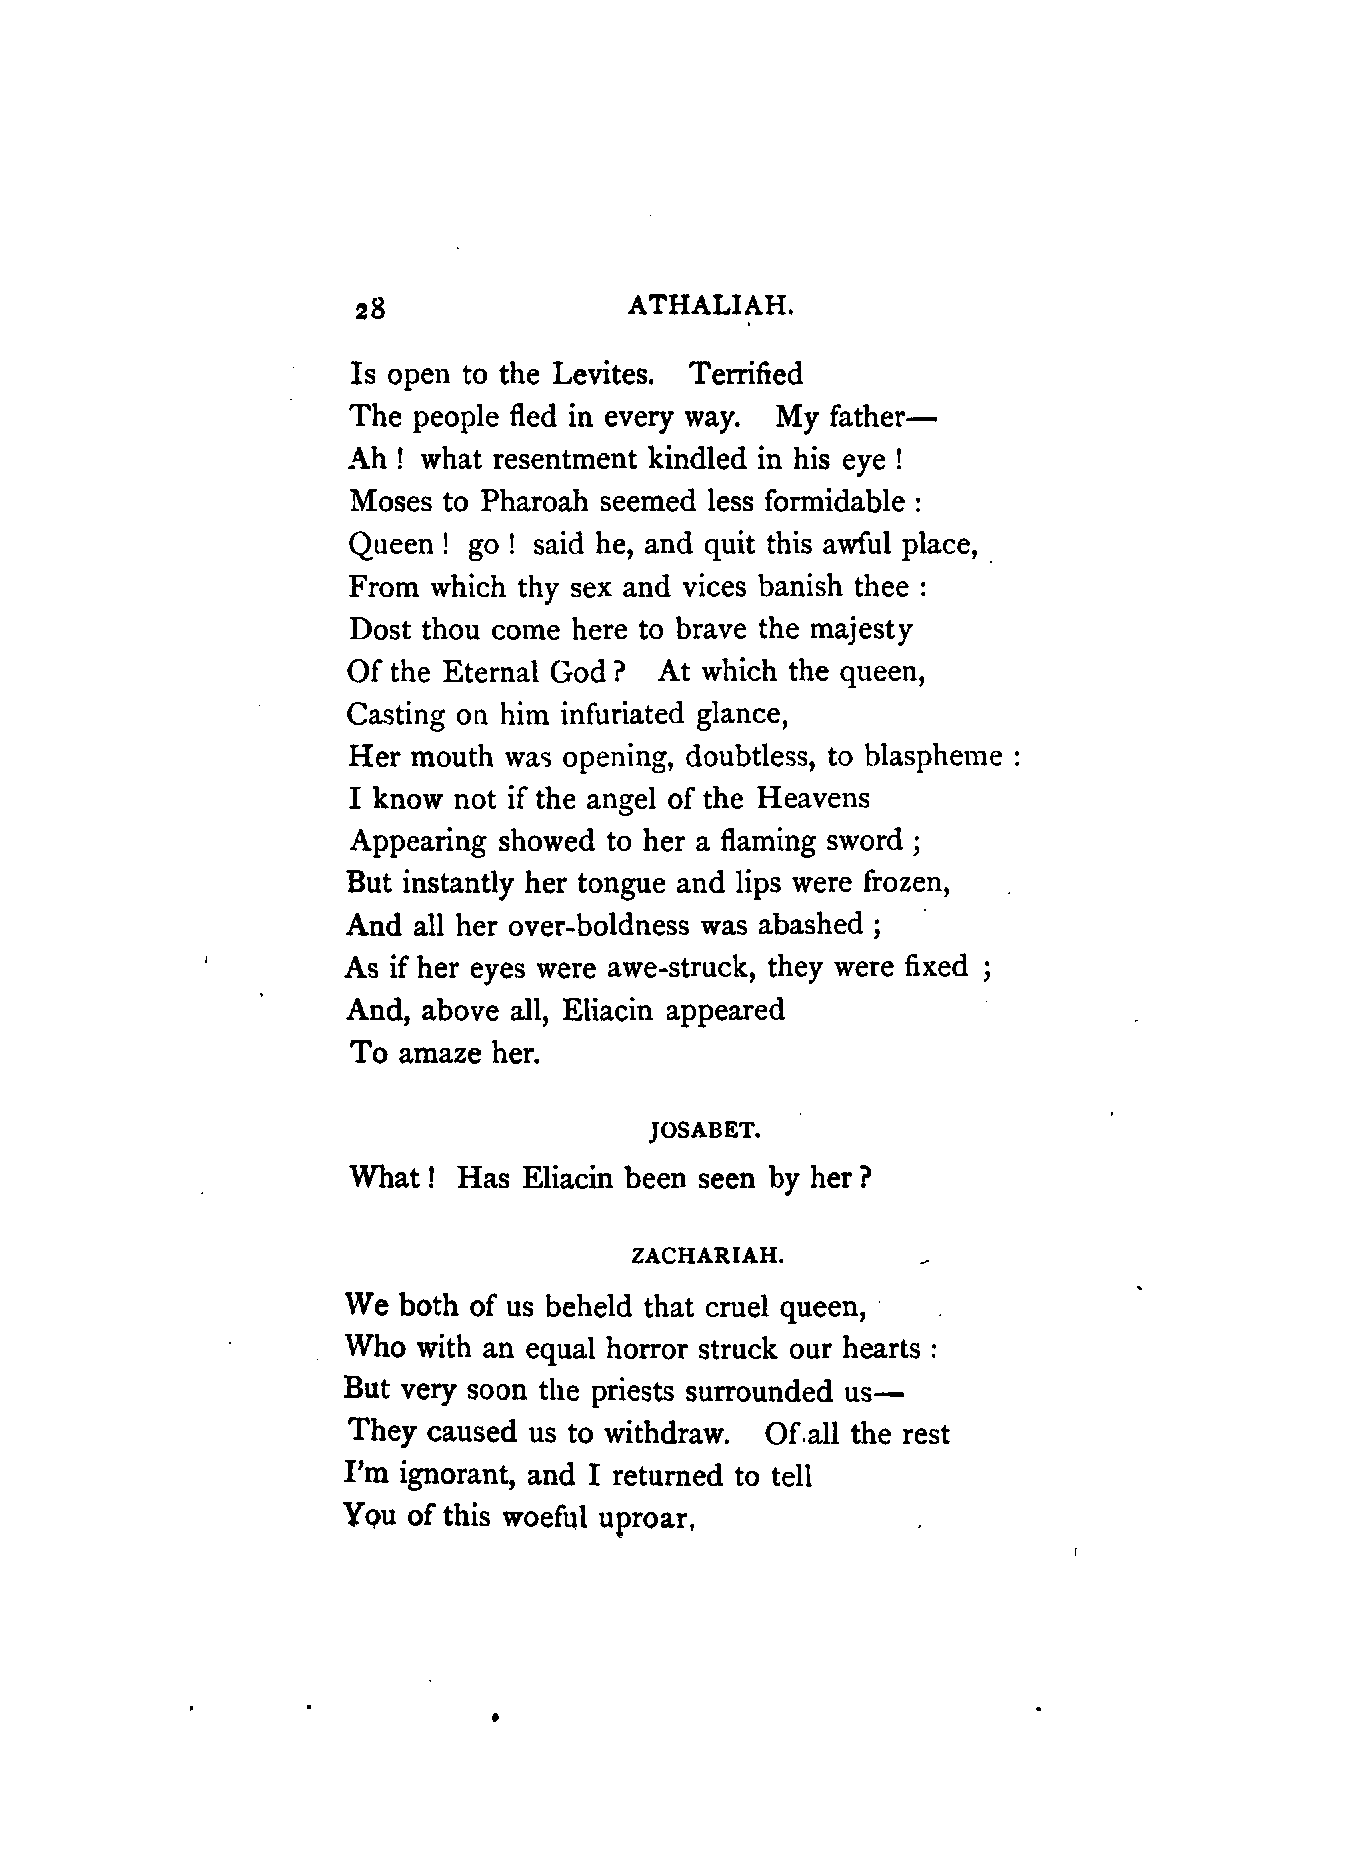 28 ATHALIAH.
Is open to the Levites. Terrified
The people fled in every way. My father—
Ah ! what resentment kindled in his eye !
Moses to Pharoah seemed less formidable :
Queen ! go ! said he, and quit this awful place,
From which thy sex and vices banish thee :
Dost thou come here to brave the majesty
Of the Eternal God ? At which the queen,
Casting on him infuriated glance,
Her mouth was opening, doubtless, to blaspheme :
I know not if the angel of the Heavens
Appearing showed to her a flaming sword ;
But instantly her tongue and lips were frozen,
And all her over-boldness was abashed ;
As if her eyes were awe-struck, they were fixed ;
And, above all, Eliacin appeared
To amaze her.
JOSABET.
What ! Has Eliacin been seen by her ?
ZACHARIAH.
We both of us beheld that cruel queen,
Who with an equal horror struck our hearts :
But very soon the priests surrounded us—
They caused us to withdraw. Of all the rest
I'm ignorant, and I returned to tell
You of this woeful uproar,